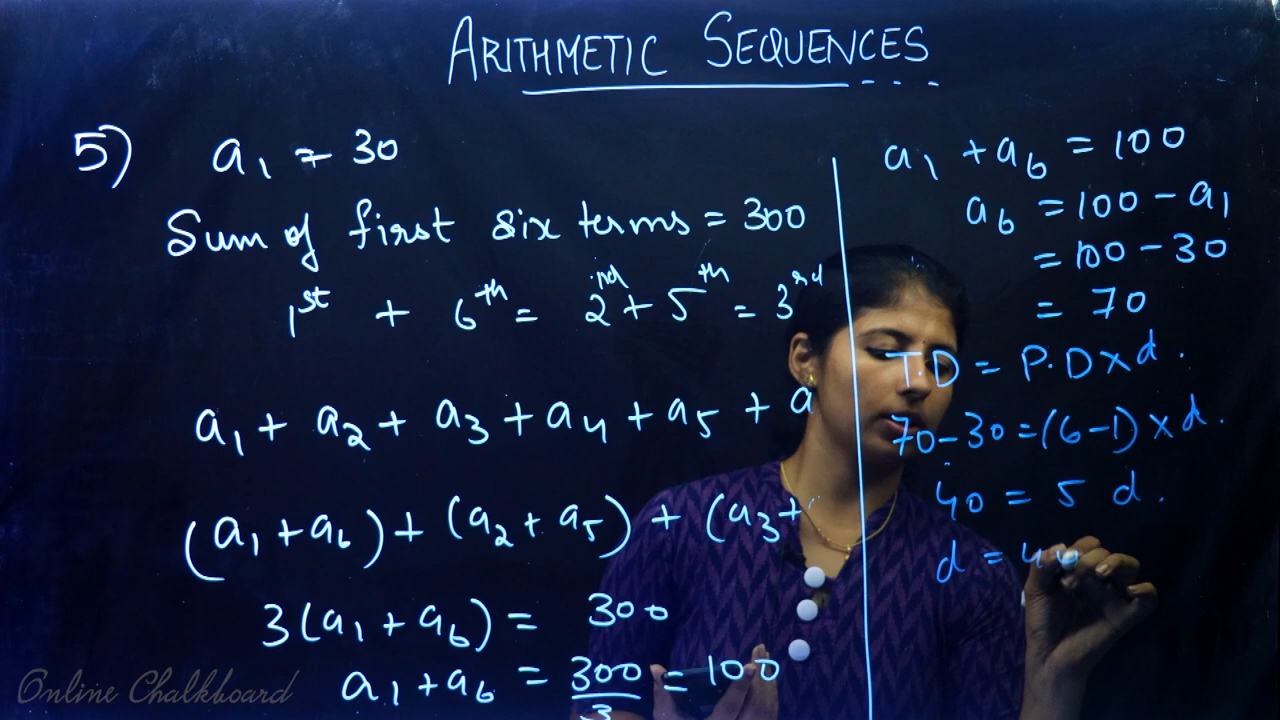 ARITHMETIC SEQUENCES
5) a₁ = 30
Sum of first six terms = 300
1st + 6th = 2nd + 5th = 3rd
a₁ + a₂ + a₃ + a₄ + a₅ + a
(a₁ + a₆) + (a₂ + a₅) + (a₃ +
3(a₁ + a₆) = 300
a₁ + a₆ = 300/3 = 100
a₁ + a₆ = 100
a₆ = 100 - a₁
= 100 - 30
= 70
T.D = P.D × d.
70 - 30 = (6 - 1) × d.
40 = 5 d.
d = 40
Online Chalkboard